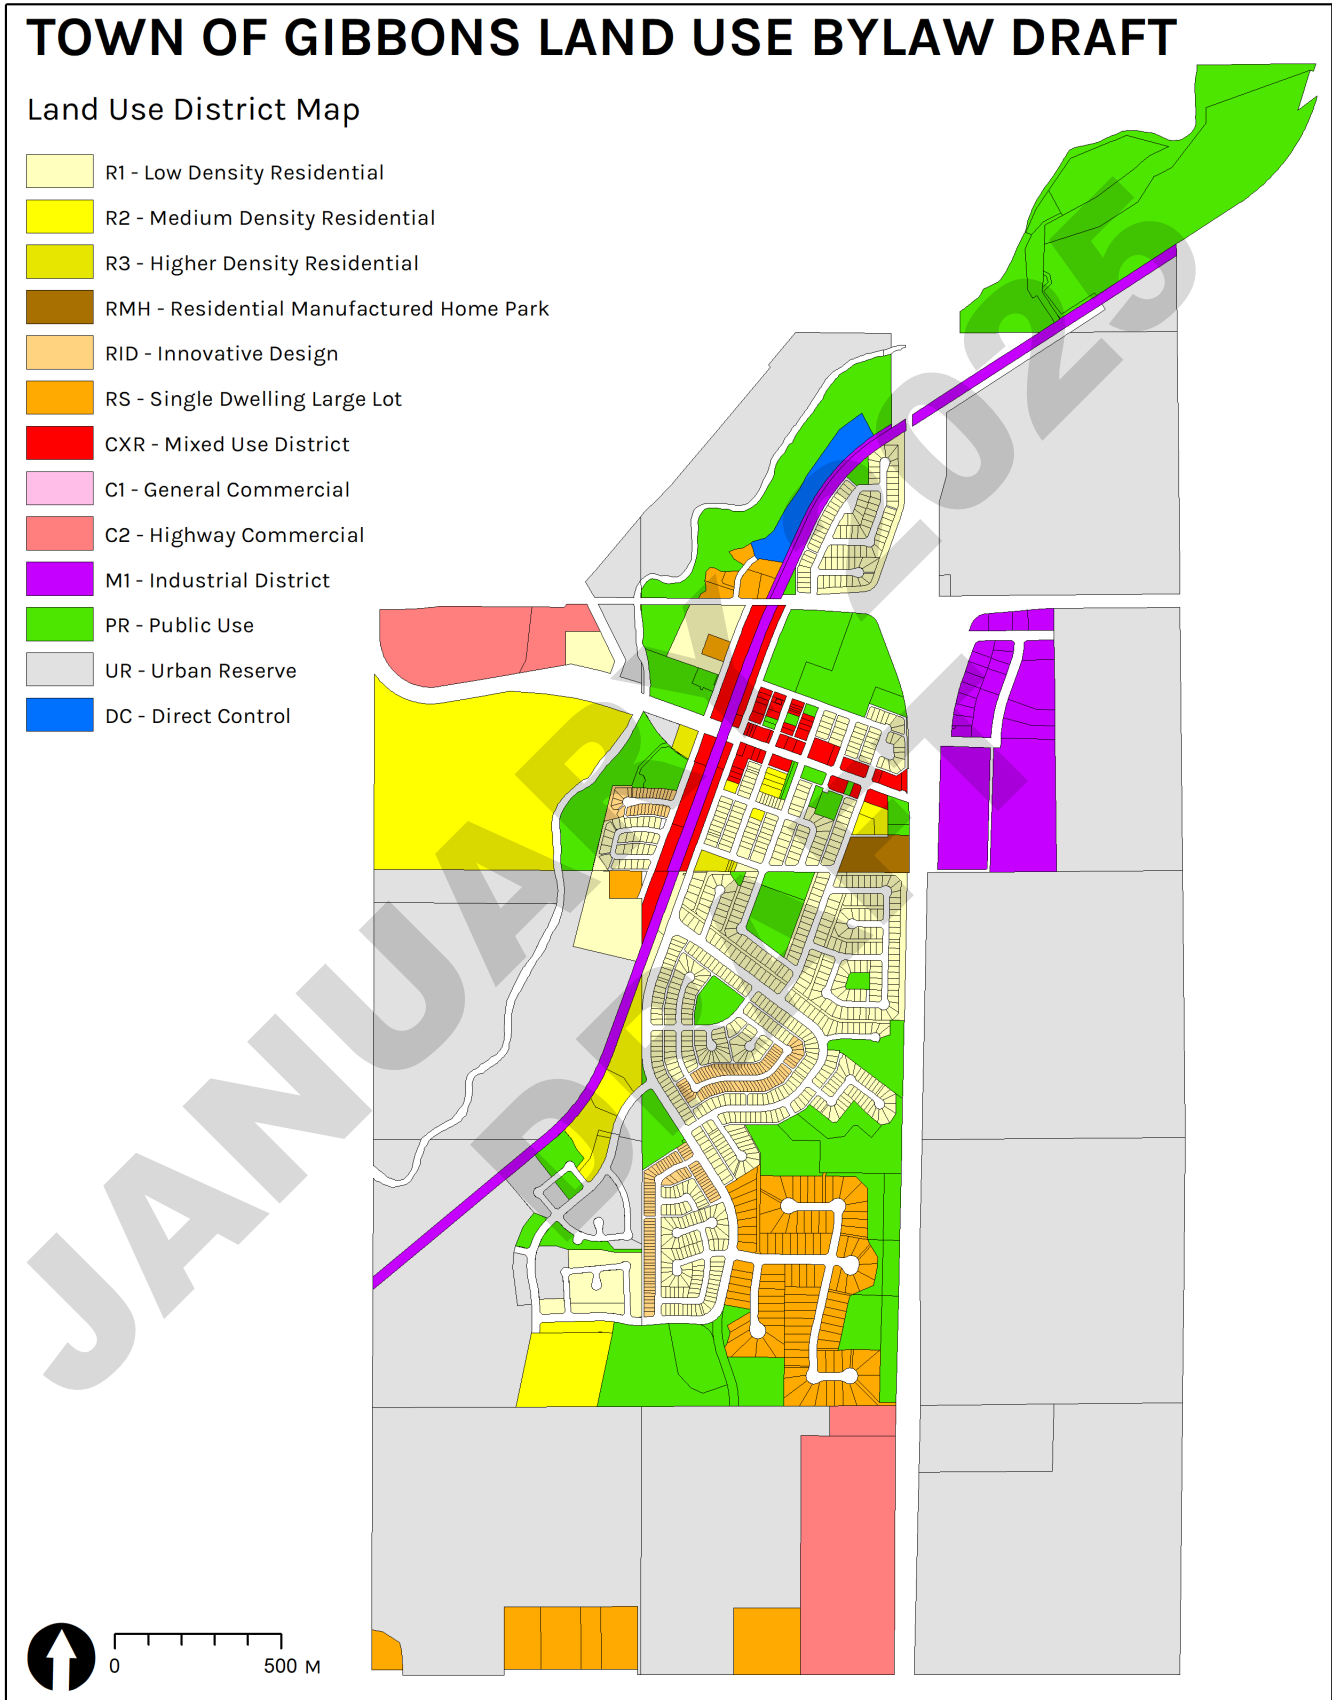 TOWN OF GIBBONS LAND USE BYLAW DRAFT
Land Use District Map
R1 - Low Density Residential
R2 - Medium Density Residential
R3 - Higher Density Residential
RMH - Residential Manufactured Home Park
RID - Innovative Design
RS - Single Dwelling Large Lot
CXR - Mixed Use District
C1 - General Commercial
C2 - Highway Commercial
M1 - Industrial District
PR - Public Use
UR - Urban Reserve
DC - Direct Control
JANUARY 2025
DRAFT
0 500 M